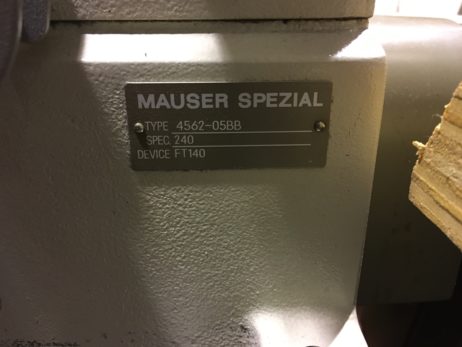 MAUSER SPEZIAL
TYPE 4562-05BB
SPEC. 240
DEVICE FT140